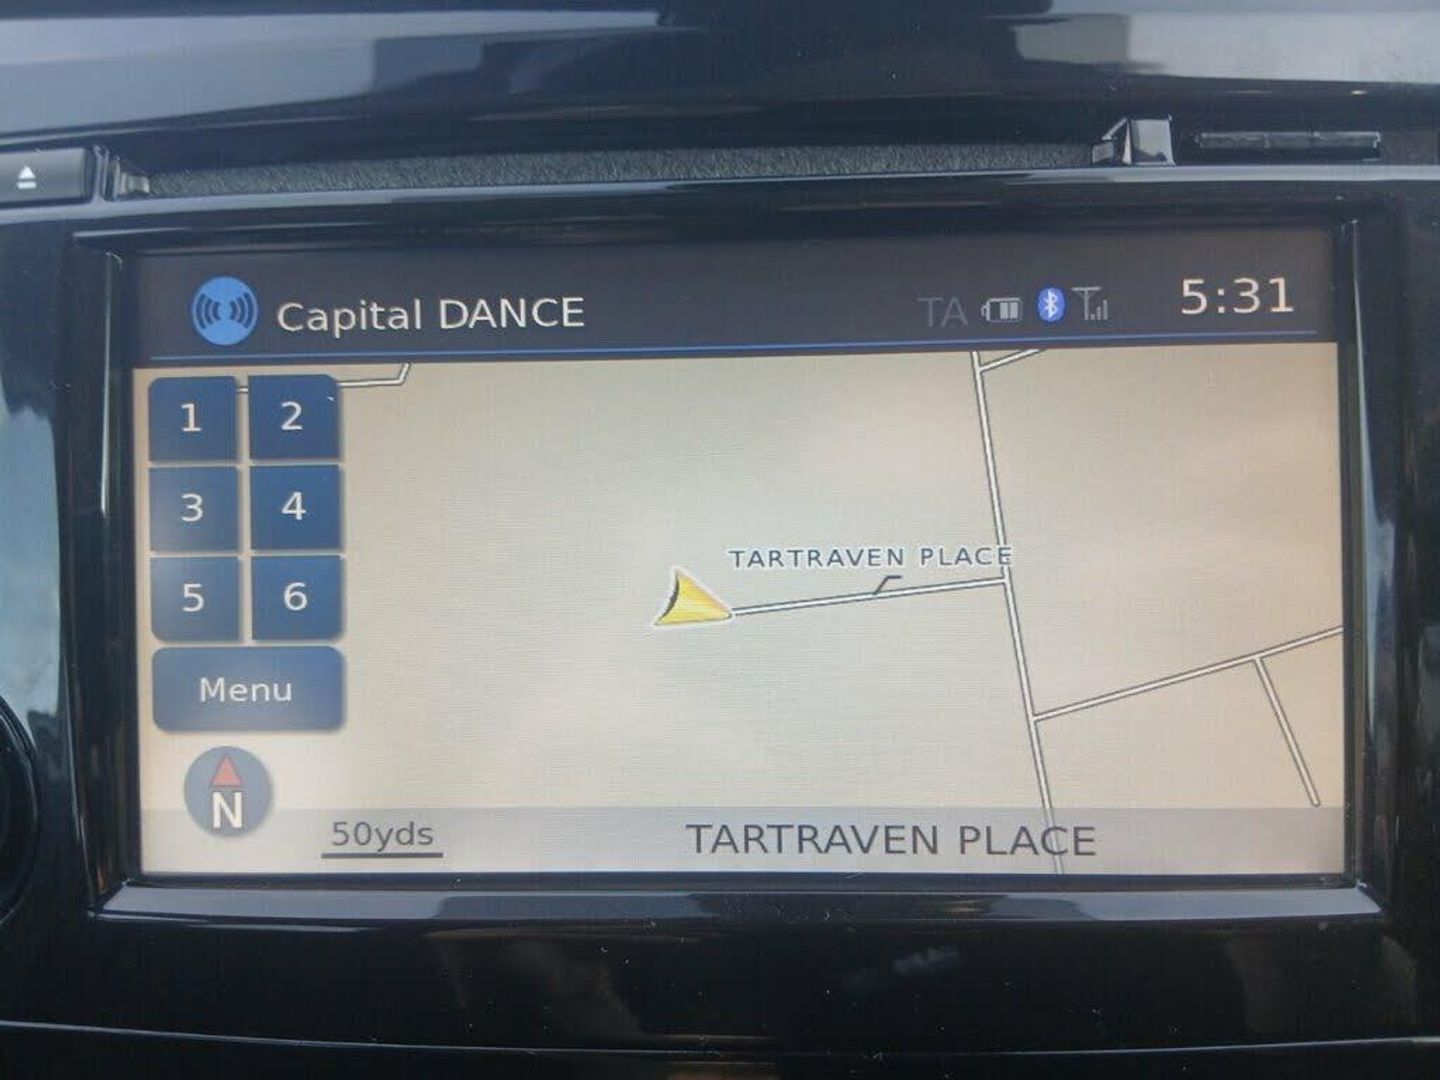 Capital DANCE
TA
5:31
1
2
3
4
5
6
Menu
N
50yds
TARTRAVEN PLACE
TARTRAVEN PLACE